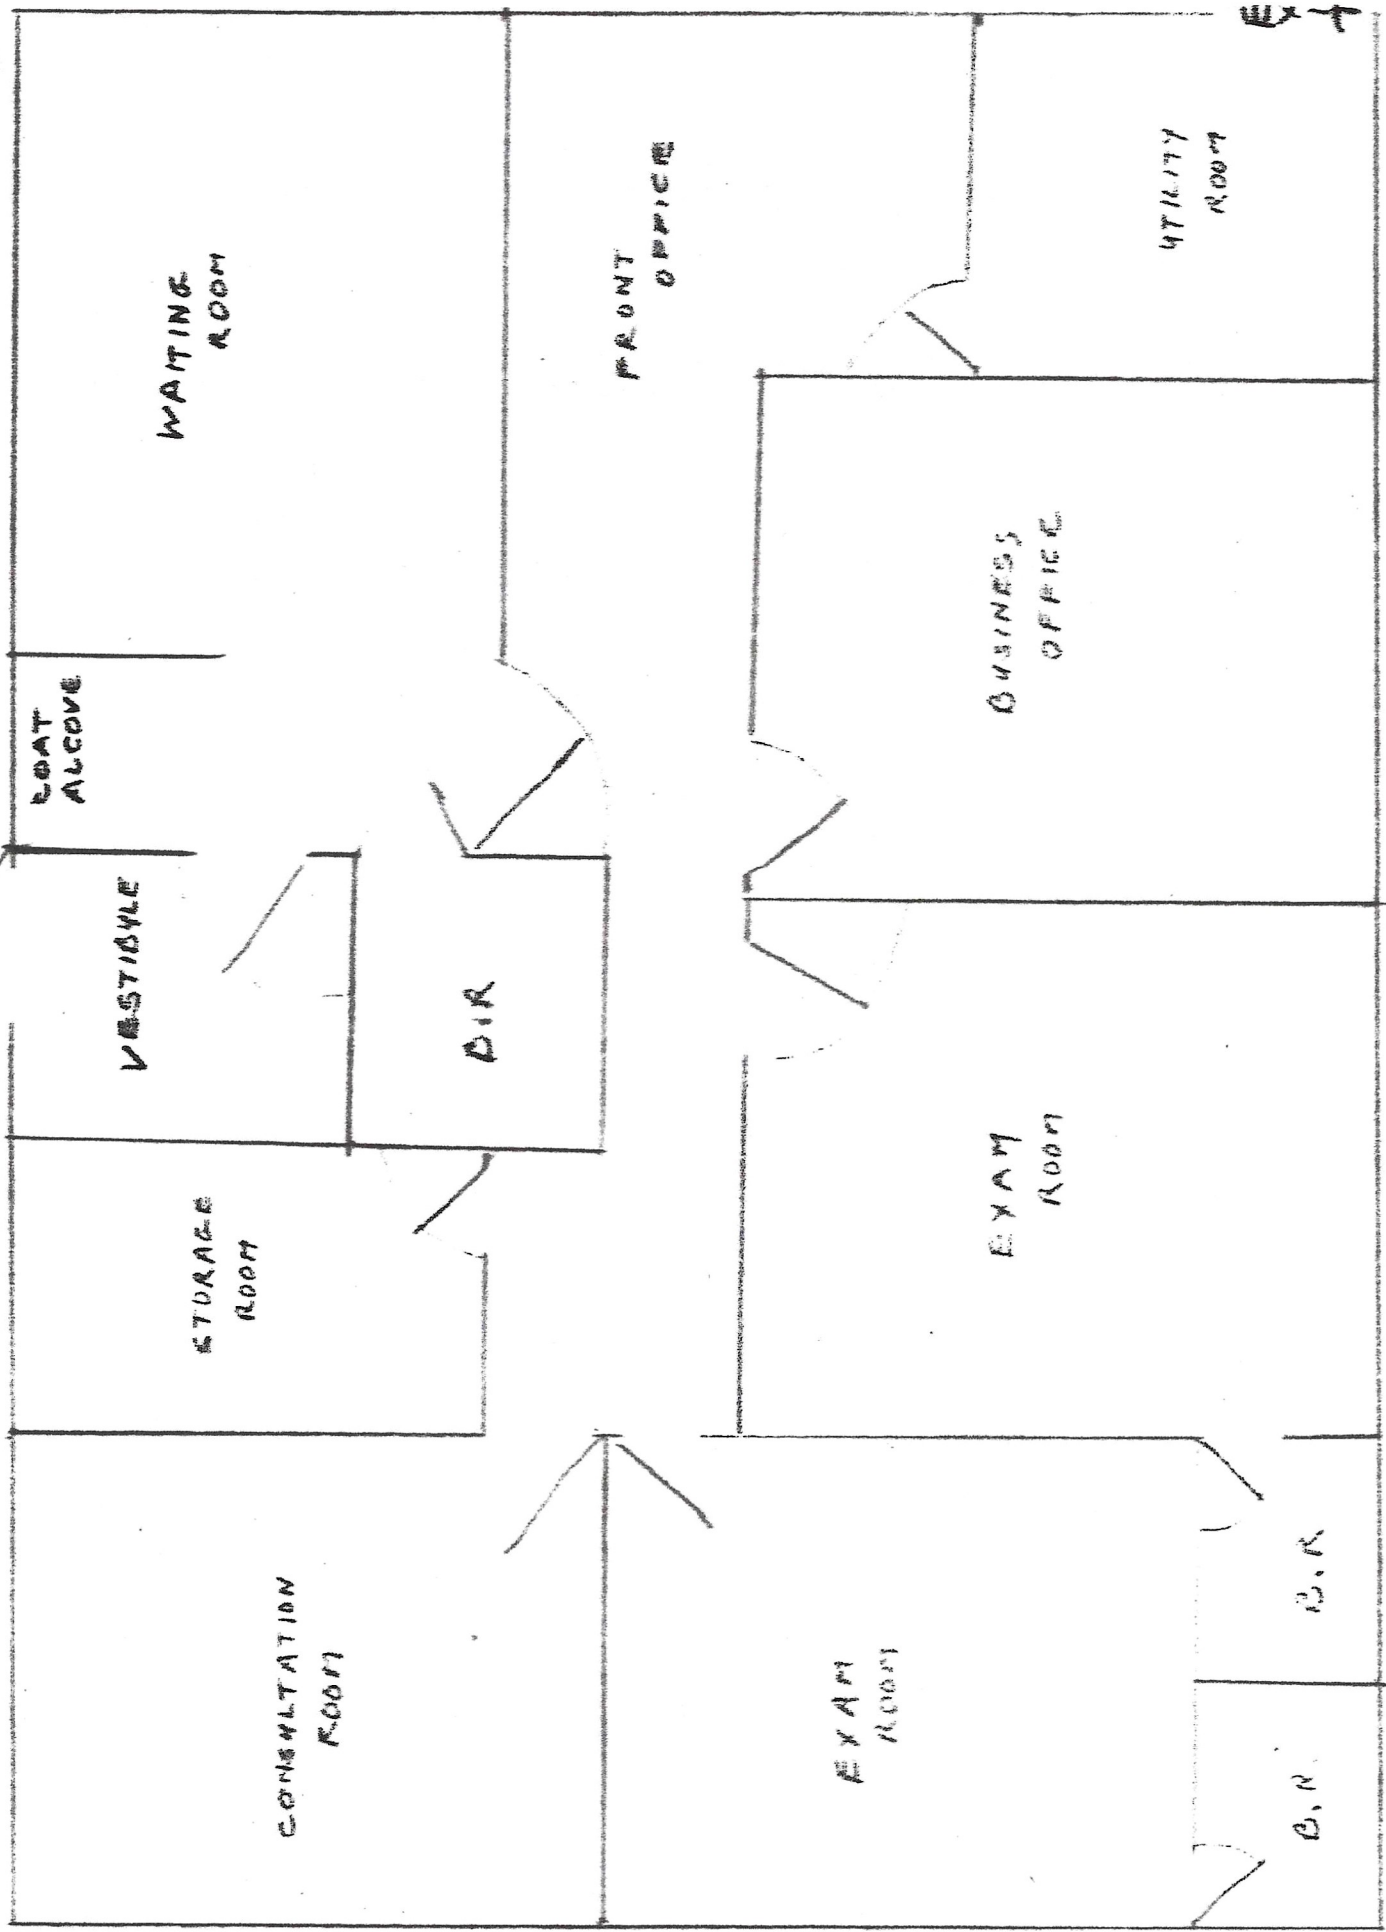 CONSULTATION
ROOM
STORAGE
ROOM
VESTIBULE
COAT
ALCOVE
WAITING
ROOM
B.R
FRONT
OFFICE
EXAM
ROOM
EXAM
ROOM
BUSINESS
OFFICE
UTILITY
ROOM
B.R.
B.R.